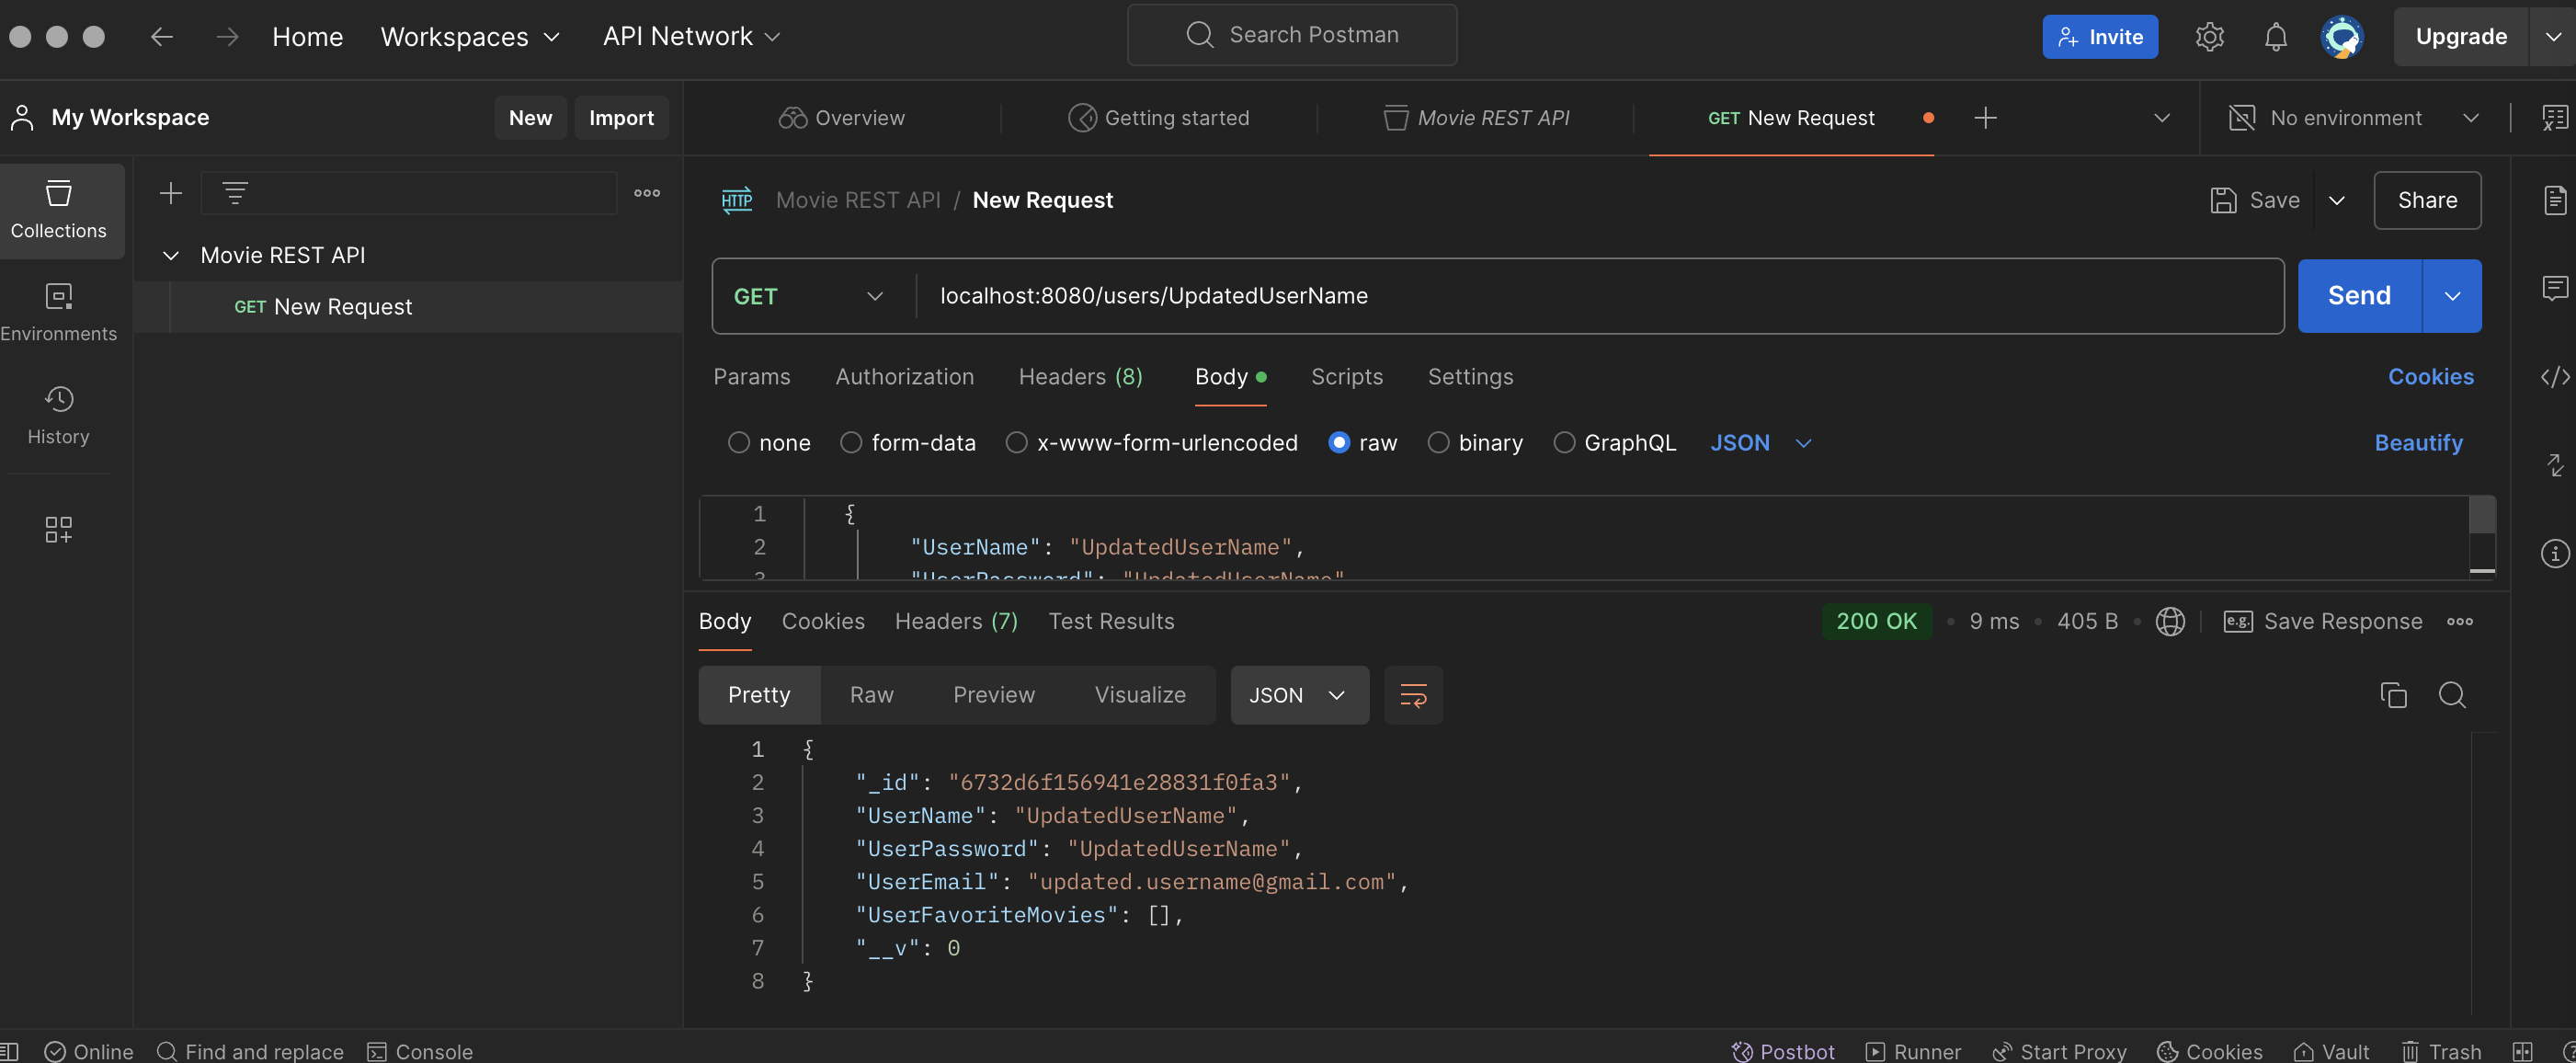 Home Workspaces API Network Search Postman Invite Upgrade
My Workspace New Import Overview Getting started Movie REST API GET New Request No environment
Collections
Environments
History
Movie REST API
GET New Request
HTTP Movie REST API / New Request Save Share
GET localhost:8080/users/UpdatedUserName Send
Params Authorization Headers (8) Body Scripts Settings Cookies
none form-data x-www-form-urlencoded raw binary GraphQL JSON Beautify
1 {
2 "UserName": "UpdatedUserName",
3 "UserPassword": "UpdatedUserName"
Body Cookies Headers (7) Test Results 200 OK • 9 ms • 405 B • e.g. Save Response
Pretty Raw Preview Visualize JSON
1 {
2 "_id": "6732d6f156941e28831f0fa3",
3 "UserName": "UpdatedUserName",
4 "UserPassword": "UpdatedUserName",
5 "UserEmail": "updated.username@gmail.com",
6 "UserFavoriteMovies": [],
7 "__v": 0
8 }
Online Find and replace Console Postbot Runner Start Proxy Cookies Vault Trash